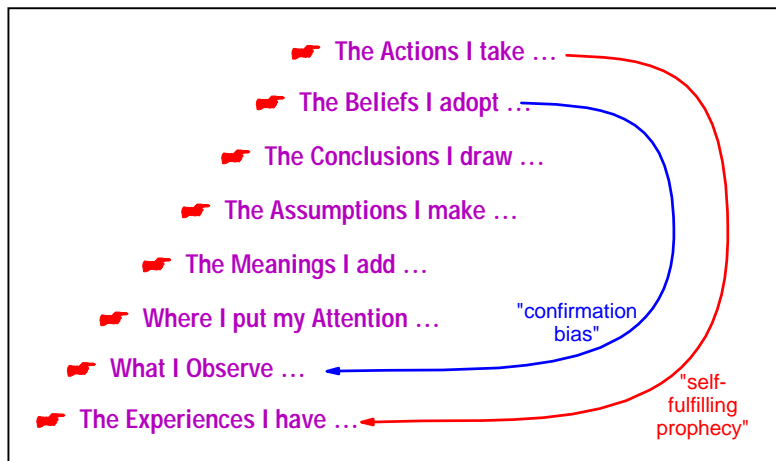 The Actions I take …
The Beliefs I adopt …
The Conclusions I draw …
The Assumptions I make …
The Meanings I add …
Where I put my Attention …
"confirmation
bias"
What I Observe …
The Experiences I have …
"self-
fulfilling
prophecy"